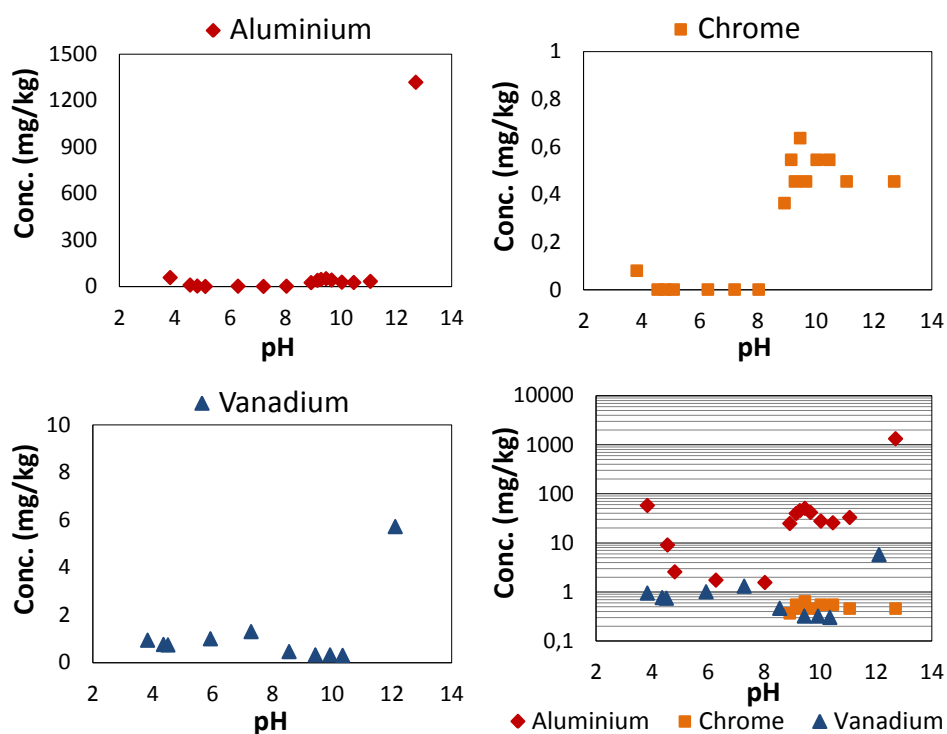 Aluminium
1500
1200
900
600
300
0
2 4 6 8 10 12 14
Conc. (mg/kg)
pH
Chrome
1
0,8
0,6
0,4
0,2
0
2 4 6 8 10 12 14
Conc. (mg/kg)
pH
Vanadium
10
8
6
4
2
0
2 4 6 8 10 12 14
Conc. (mg/kg)
pH
10000
1000
100
10
1
0,1
2 4 6 8 10 12 14
Conc. (mg/kg)
pH
Aluminium Chrome Vanadium